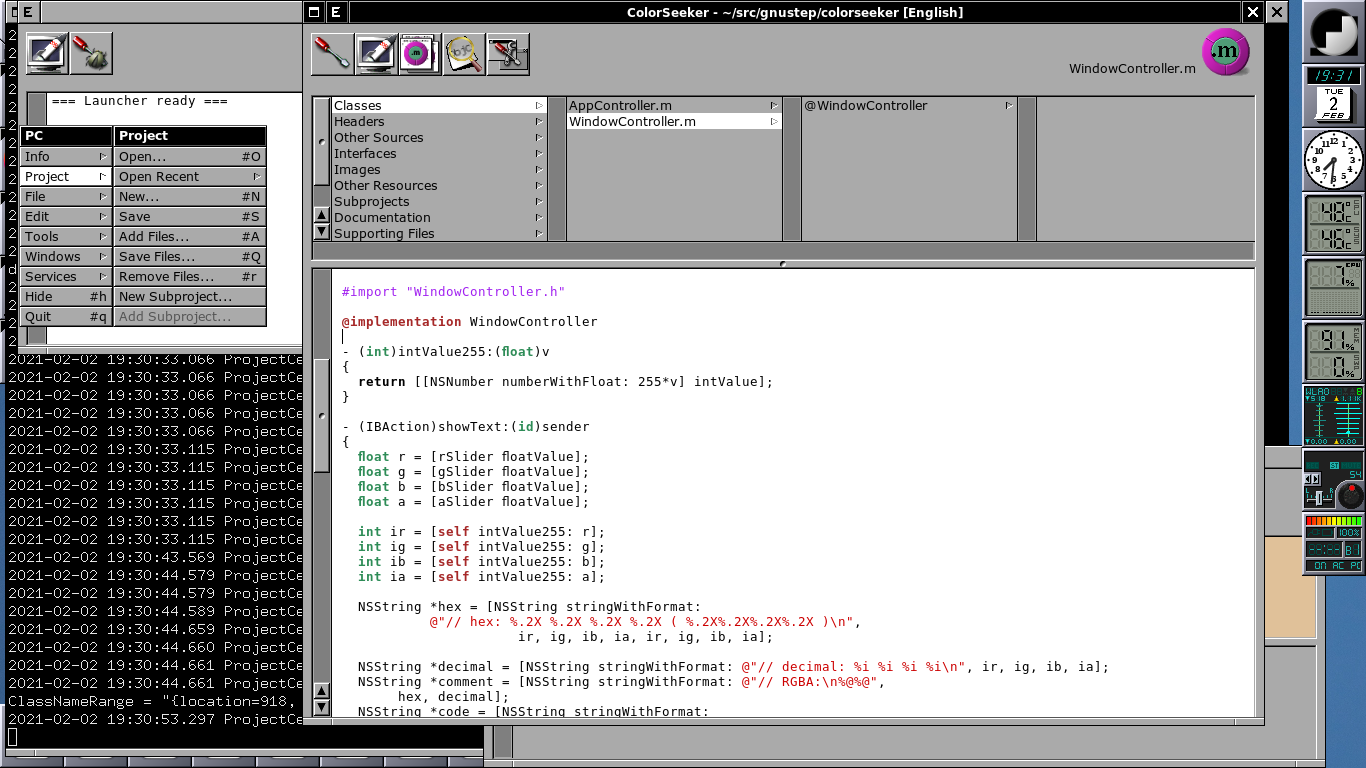 ColorSeeker - ~/src/gnustep/colorseeker [English]
WindowController.m
.m
=== Launcher ready ===
PC
Info
Project
File
Edit
Tools
Windows
Services
Hide #h
Quit #q
Project
Open... #O
Open Recent
New... #N
Save #S
Add Files... #A
Save Files... #Q
Remove Files... #r
New Subproject...
Add Subproject...
Classes
Headers
Other Sources
Interfaces
Images
Other Resources
Subprojects
Documentation
Supporting Files
AppController.m
WindowController.m
@WindowController
#import "WindowController.h"
@implementation WindowController
- (int)intValue255:(float)v
{
return [[NSNumber numberWithFloat: 255*v] intValue];
}
- (IBAction)showText:(id)sender
{
float r = [rSlider floatValue];
float g = [gSlider floatValue];
float b = [bSlider floatValue];
float a = [aSlider floatValue];
int ir = [self intValue255: r];
int ig = [self intValue255: g];
int ib = [self intValue255: b];
int ia = [self intValue255: a];
NSString *hex = [NSString stringWithFormat:
@"// hex: %.2X %.2X %.2X %.2X ( %.2X%.2X%.2X%.2X )\n",
ir, ig, ib, ia, ir, ig, ib, ia];
NSString *decimal = [NSString stringWithFormat: @"// decimal: %i %i %i %i\n", ir, ig, ib, ia];
NSString *comment = [NSString stringWithFormat: @"// RGBA:\n%@%@",
hex, decimal];
NSString *code = [NSString stringWithFormat:
2021-02-02 19:30:33.066 ProjectCe
2021-02-02 19:30:33.066 ProjectCe
2021-02-02 19:30:33.066 ProjectCe
2021-02-02 19:30:33.066 ProjectCe
2021-02-02 19:30:33.066 ProjectCe
2021-02-02 19:30:33.115 ProjectCe
2021-02-02 19:30:33.115 ProjectCe
2021-02-02 19:30:33.115 ProjectCe
2021-02-02 19:30:33.115 ProjectCe
2021-02-02 19:30:33.115 ProjectCe
2021-02-02 19:30:33.115 ProjectCe
2021-02-02 19:30:43.569 ProjectCe
2021-02-02 19:30:44.579 ProjectCe
2021-02-02 19:30:44.579 ProjectCe
2021-02-02 19:30:44.589 ProjectCe
2021-02-02 19:30:44.659 ProjectCe
2021-02-02 19:30:44.660 ProjectCe
2021-02-02 19:30:44.661 ProjectCe
2021-02-02 19:30:44.661 ProjectCe
ClassNameRange = "{location=918,
2021-02-02 19:30:53.297 ProjectCe
19:31
TUE
2
FEB
48°C
46°C
7%
CPU
91%
0%
ST
54
L R
100%
ON AC PC